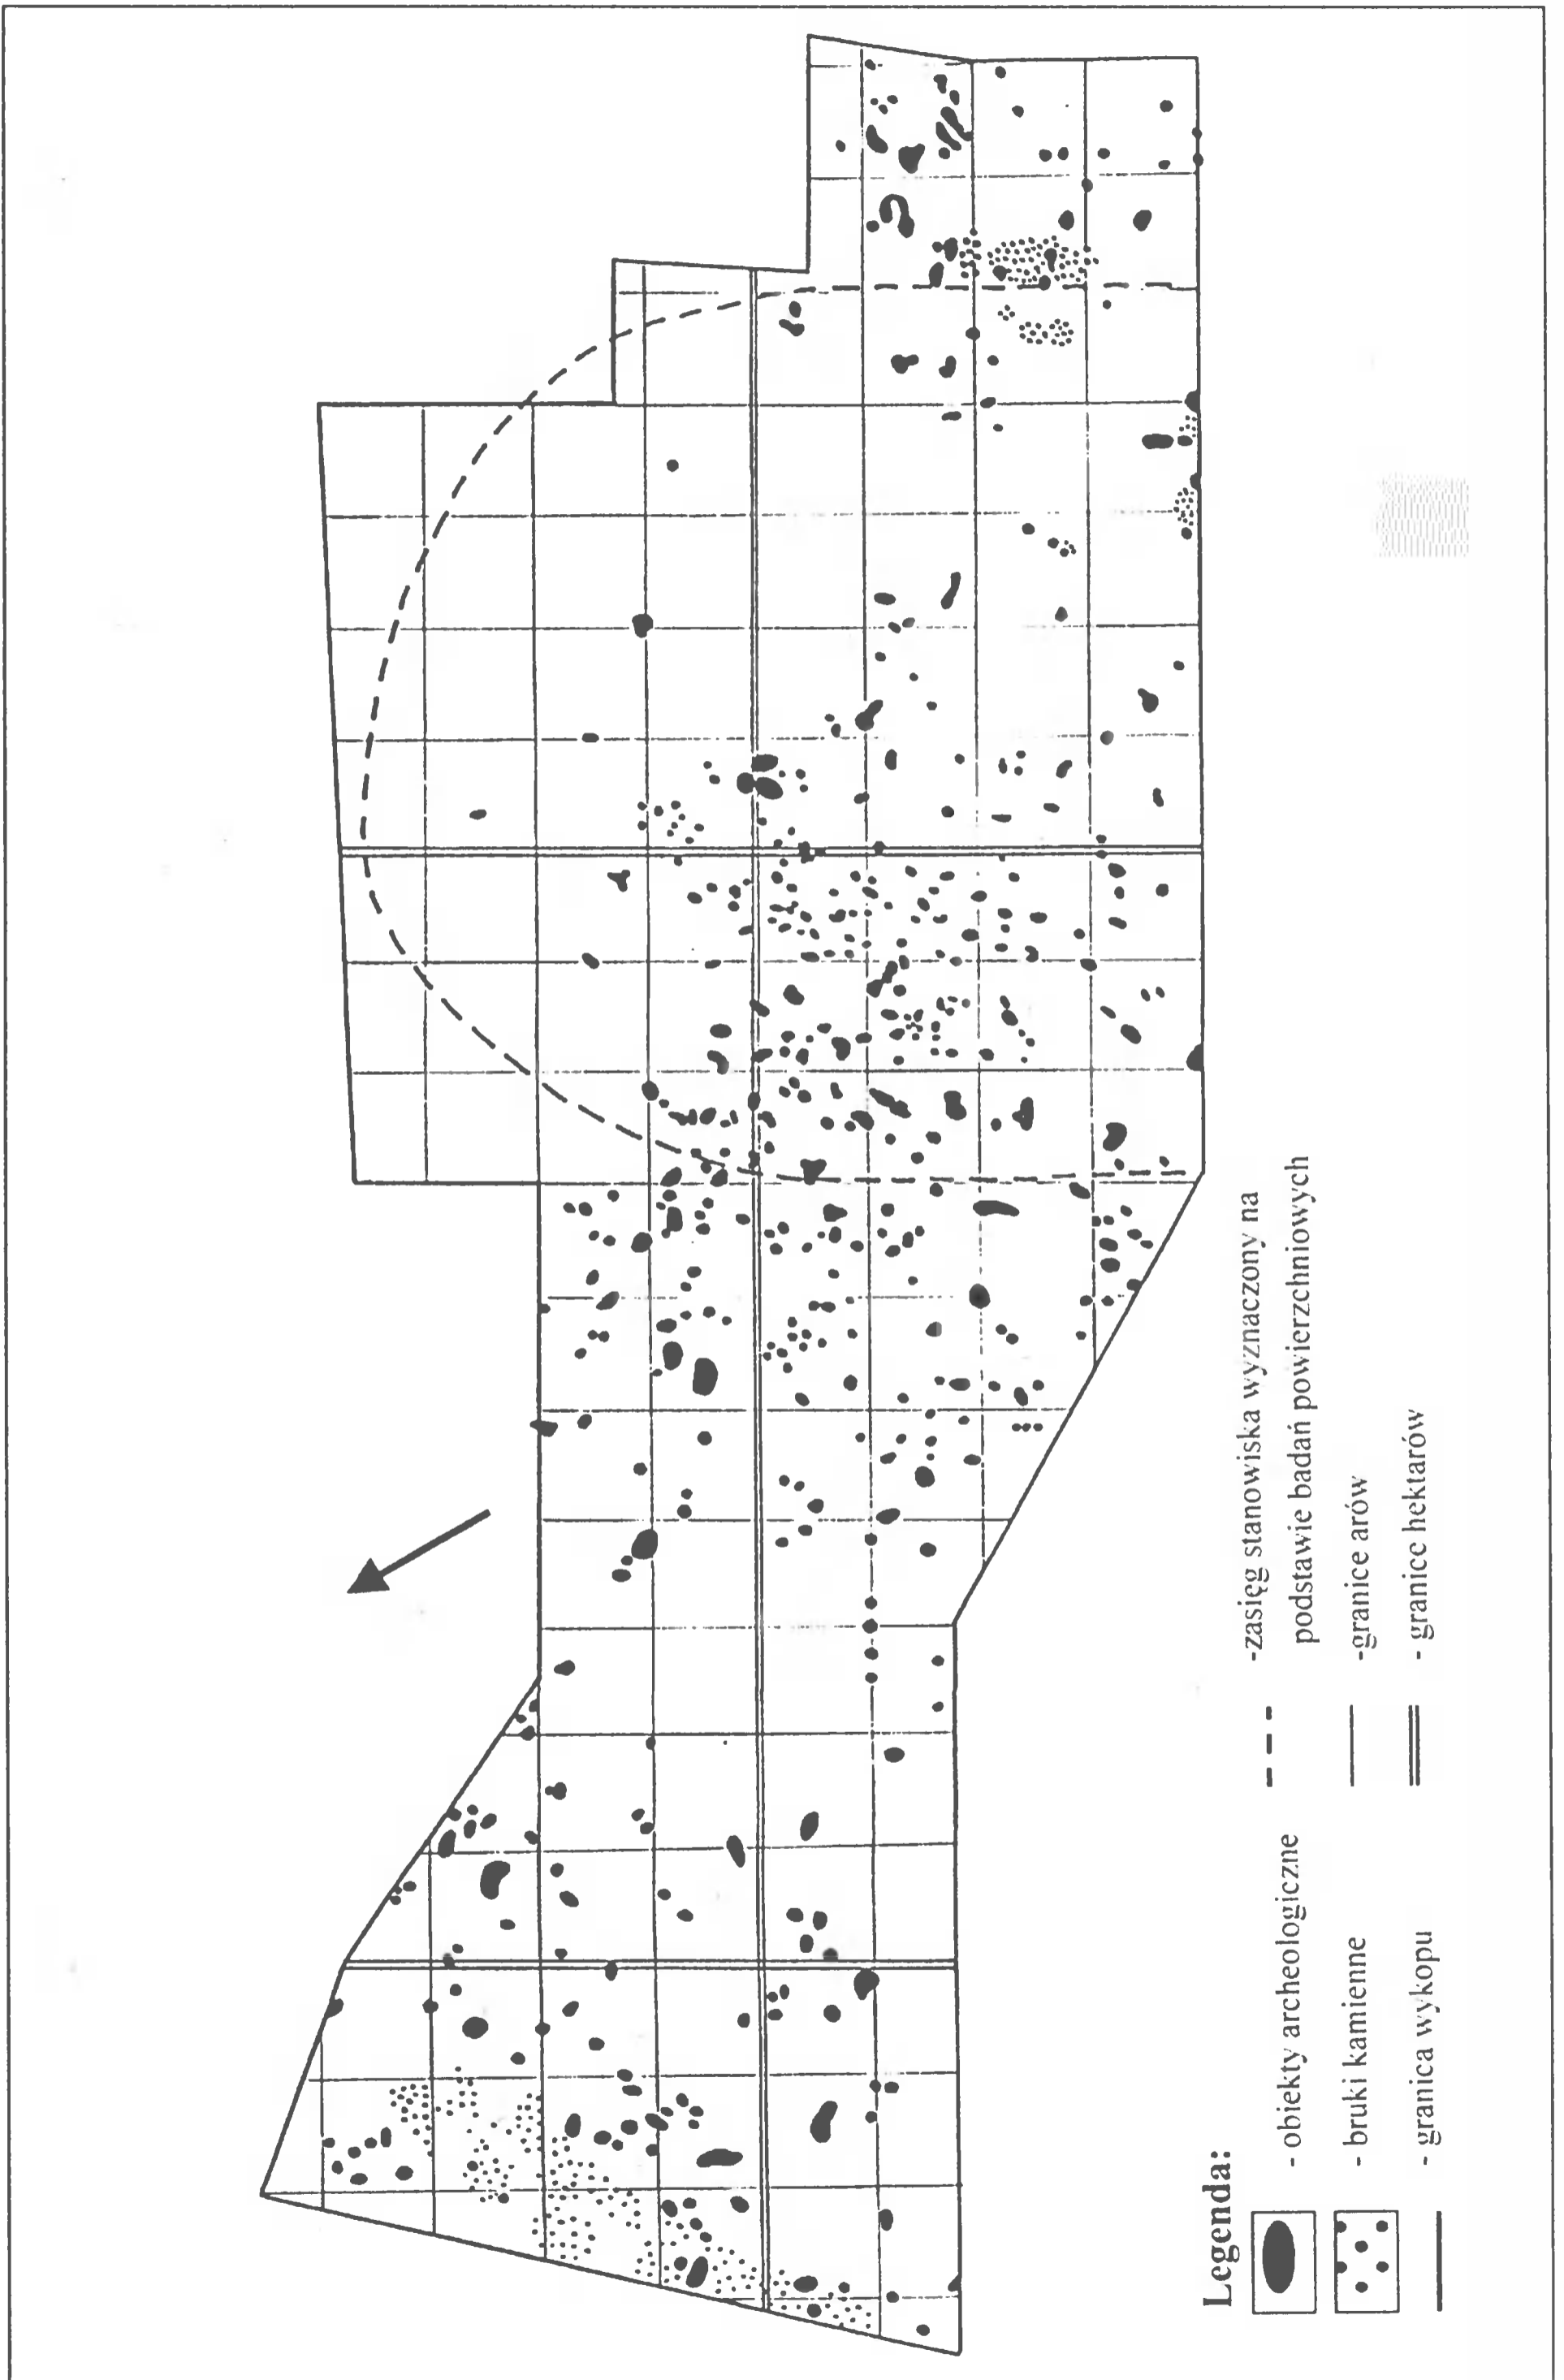 Legenda:
- obiekty archeologiczne
- bruki kamienne
- granica wykopu
-zasięg stanowiska wyznaczony na
podstawie badań powierzchniowych
-granice arów
- granice hektarów